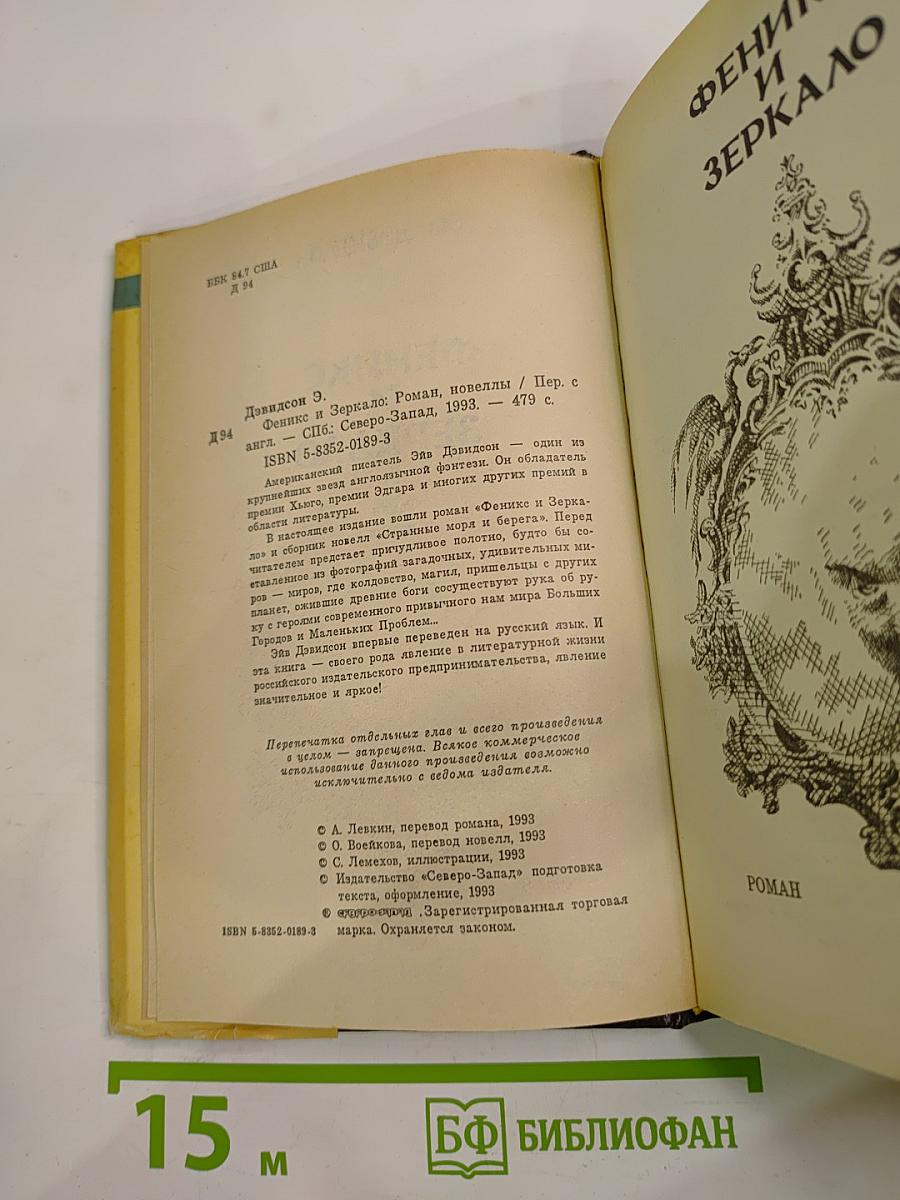 ББК 84.7 США
Д 94
Дэвидсон Э.
Д 94
Феникс и Зеркало: Роман, новеллы / Пер. с
англ. — СПб.: Северо-Запад, 1993. — 479 с.
ISBN 5-8352-0189-3
Американский писатель Эйв Дэвидсон — один из
крупнейших звезд англоязычной фэнтези. Он обладатель
премии Хьюго, премии Эдгара и многих других премий в
области литературы.
В настоящее издание вошли роман «Феникс и Зерка-
ло» и сборник новелл «Странные моря и берега». Перед
читателем предстает причудливое полотно, будто бы со-
ставленное из фотографий загадочных, удивительных ми-
ров — миров, где колдовство, магия, пришельцы с других
планет, ожившие древние боги сосуществуют рука об ру-
ку с героями современного привычного нам мира Больших
Городов и Маленьких Проблем...
Эйв Дэвидсон впервые переведен на русский язык. И
эта книга — своего рода явление в литературной жизни
российского издательского предпринимательства, явление
значительное и яркое!
Перепечатка отдельных глав и всего произведения
в целом — запрещена. Всякое коммерческое
использование данного произведения возможно
исключительно с ведома издателя.
© А. Левкин, перевод романа, 1993
© О. Воейкова, перевод новелл, 1993
© С. Лемехов, иллюстрации, 1993
© Издательство «Северо-Запад» подготовка
текста, оформление, 1993
® .Зарегистрированная торговая
марка. Охраняется законом.
ISBN 5-8352-0189-3
ФЕНИК
И
ЗЕРКАЛО
РОМАН
15 м
БФ БИБЛИОФАН